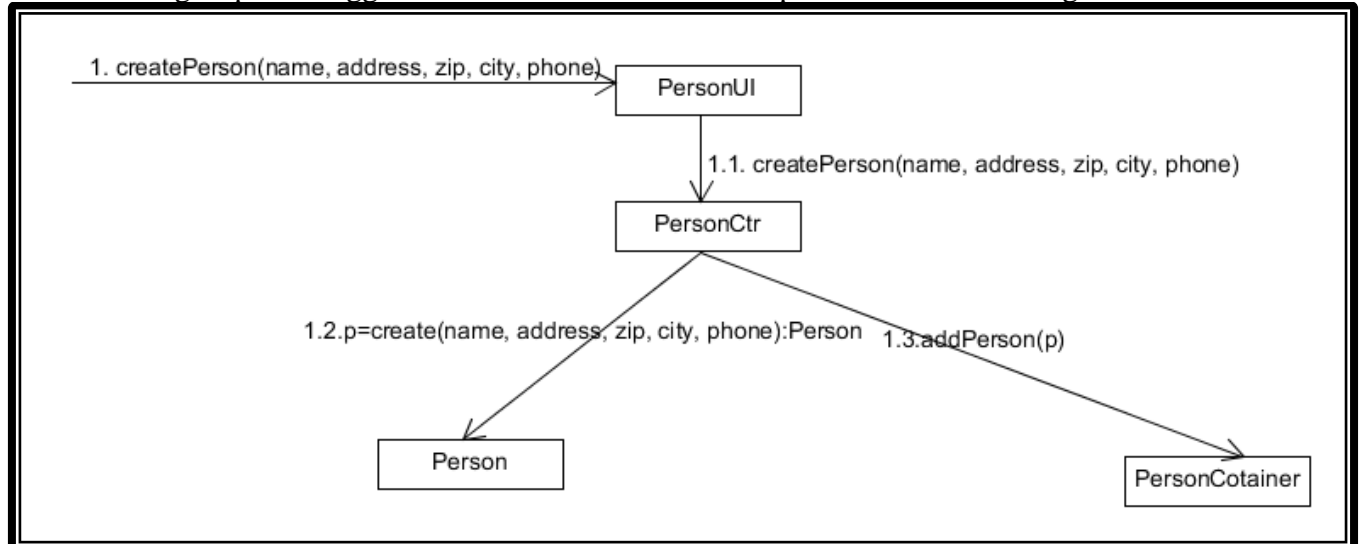 1. createPerson(name, address, zip, city, phone)
PersonUI
1.1. createPerson(name, address, zip, city, phone)
PersonCtr
1.2.p=create(name, address, zip, city, phone):Person
1.3.addPerson(p)
Person
PersonCotainer